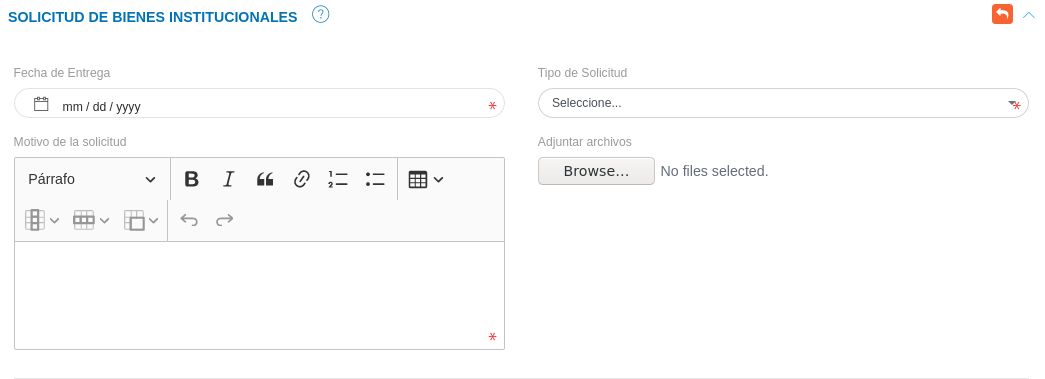 SOLICITUD DE BIENES INSTITUCIONALES ?
Fecha de Entrega
mm / dd / yyyy *
Tipo de Solicitud
Seleccione... *
Motivo de la solicitud
Párrafo B I
*
Adjuntar archivos
Browse... No files selected.